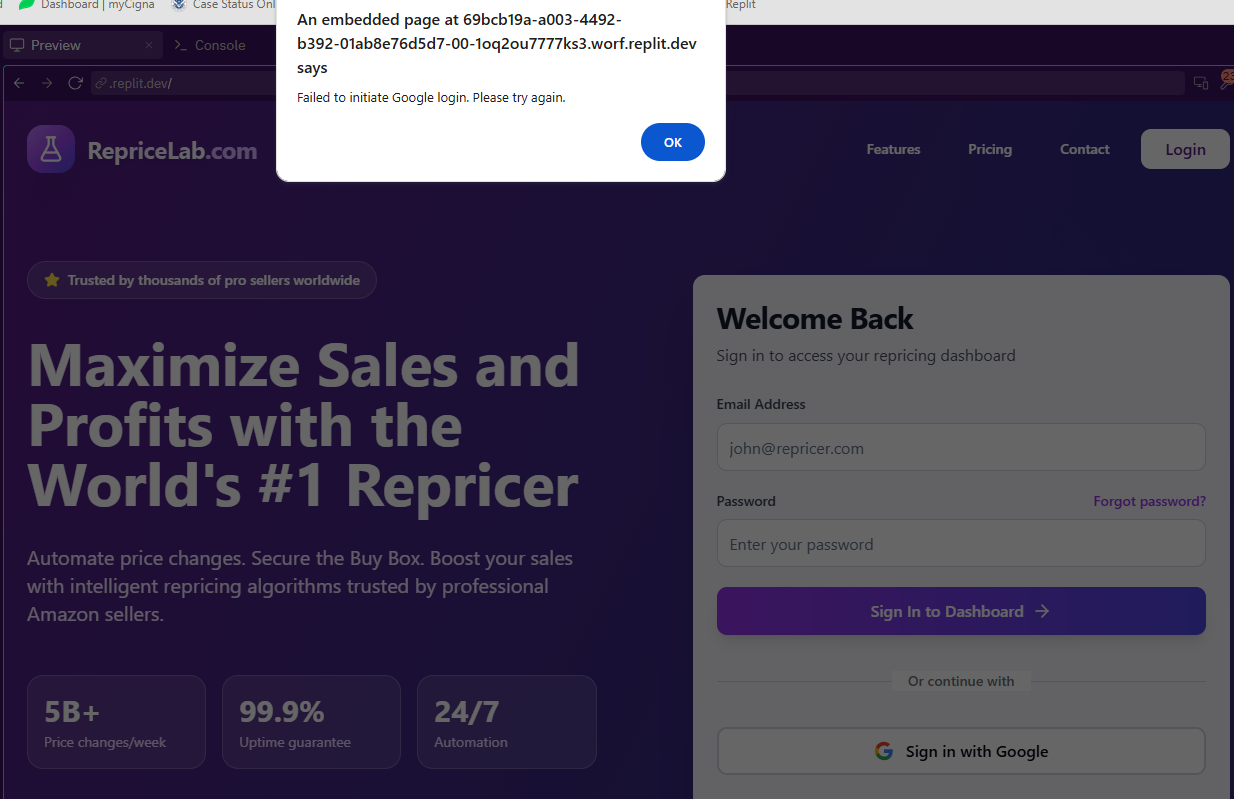 Dashboard | myCigna
Case Status Onl
Replit
An embedded page at 69bcb19a-a003-4492-
b392-01ab8e76d5d7-00-1oq2ou7777ks3.worf.replit.dev
says
Failed to initiate Google login. Please try again.
OK
Preview
Console
.replit.dev/
23
RepriceLab.com
Features
Pricing
Contact
Login
Trusted by thousands of pro sellers worldwide
Maximize Sales and
Profits with the
World's #1 Repricer
Automate price changes. Secure the Buy Box. Boost your sales
with intelligent repricing algorithms trusted by professional
Amazon sellers.
5B+
Price changes/week
99.9%
Uptime guarantee
24/7
Automation
Welcome Back
Sign in to access your repricing dashboard
Email Address
john@repricer.com
Password
Forgot password?
Enter your password
Sign In to Dashboard
Or continue with
Sign in with Google